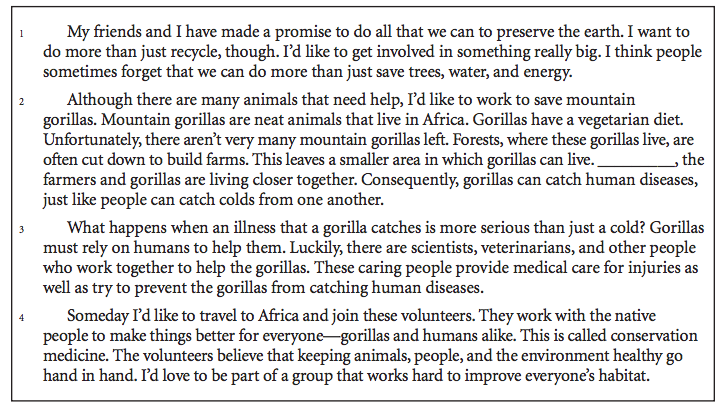 1 My friends and I have made a promise to do all that we can to preserve the earth. I want to
do more than just recycle, though. I'd like to get involved in something really big. I think people
sometimes forget that we can do more than just save trees, water, and energy.
2 Although there are many animals that need help, I'd like to work to save mountain
gorillas. Mountain gorillas are neat animals that live in Africa. Gorillas have a vegetarian diet.
Unfortunately, there aren't very many mountain gorillas left. Forests, where these gorillas live, are
often cut down to build farms. This leaves a smaller area in which gorillas can live. __________, the
farmers and gorillas are living closer together. Consequently, gorillas can catch human diseases,
just like people can catch colds from one another.
3 What happens when an illness that a gorilla catches is more serious than just a cold? Gorillas
must rely on humans to help them. Luckily, there are scientists, veterinarians, and other people
who work together to help the gorillas. These caring people provide medical care for injuries as
well as try to prevent the gorillas from catching human diseases.
4 Someday I'd like to travel to Africa and join these volunteers. They work with the native
people to make things better for everyone—gorillas and humans alike. This is called conservation
medicine. The volunteers believe that keeping animals, people, and the environment healthy go
hand in hand. I'd love to be part of a group that works hard to improve everyone's habitat.